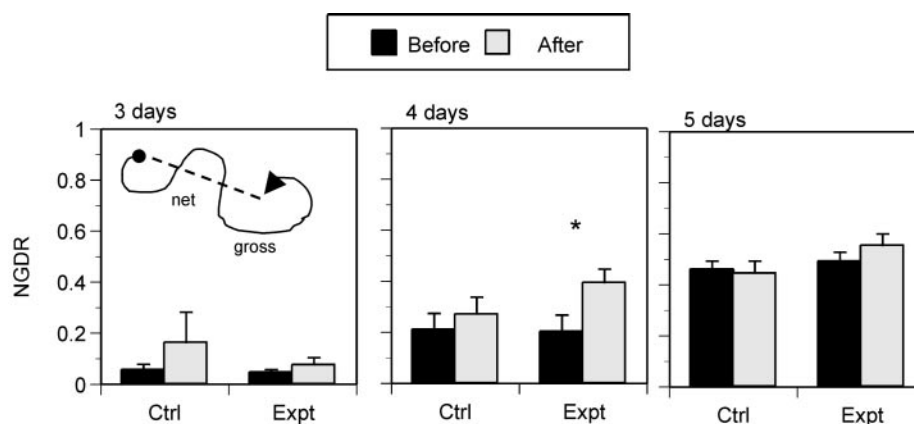 Before After
3 days
4 days
5 days
1
0.8
0.6
0.4
0.2
0
NGDR
net
gross
*
Ctrl Expt
Ctrl Expt
Ctrl Expt